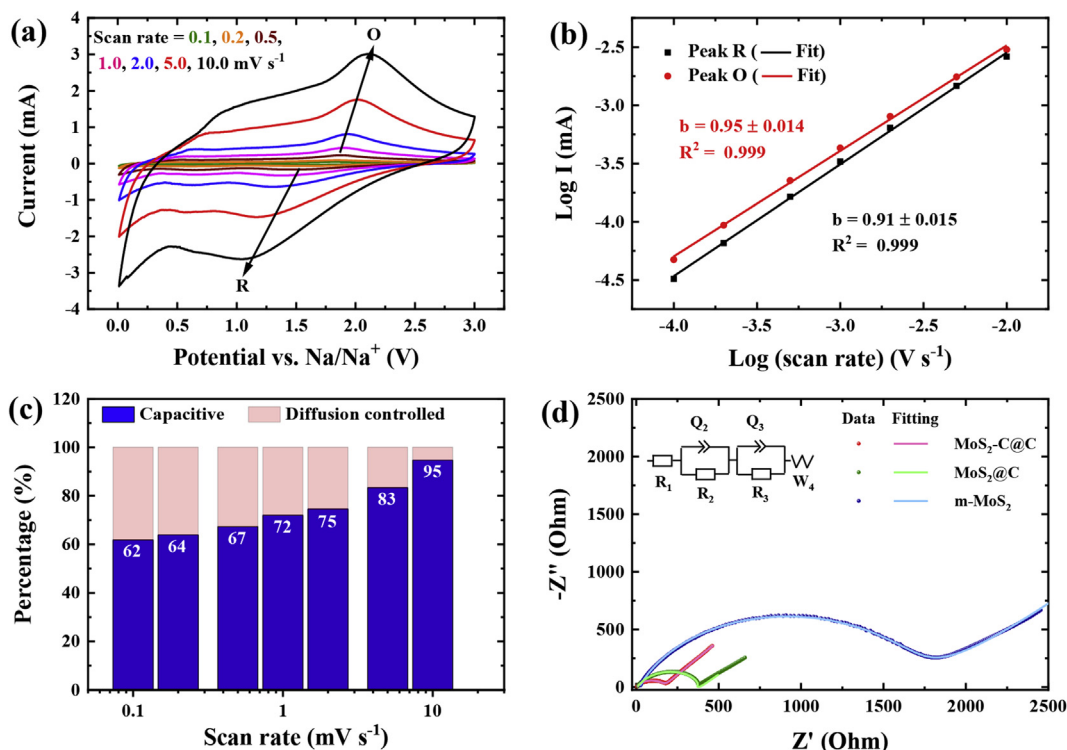 (a)
Scan rate = 0.1, 0.2, 0.5,
1.0, 2.0, 5.0, 10.0 mV s⁻¹
O
R
4
3
2
1
0
-1
-2
-3
-4
Current (mA)
0.0 0.5 1.0 1.5 2.0 2.5 3.0
Potential vs. Na/Na⁺ (V)
(b)
Peak R ( — Fit)
Peak O ( — Fit)
b = 0.95 ± 0.014
R² = 0.999
b = 0.91 ± 0.015
R² = 0.999
-2.5
-3.0
-3.5
-4.0
-4.5
Log I (mA)
-4.0 -3.5 -3.0 -2.5 -2.0
Log (scan rate) (V s⁻¹)
(c)
Capacitive Diffusion controlled
120
100
80
60
40
20
0
Percentage (%)
62 64 67 72 75 83 95
0.1 1 10
Scan rate (mV s⁻¹)
(d)
Data Fitting
MoS₂-C@C
MoS₂@C
m-MoS₂
Q₂ Q₃
R₁ R₂ R₃ W₄
2500
2000
1500
1000
500
0
-Z'' (Ohm)
0 500 1000 1500 2000 2500
Z' (Ohm)